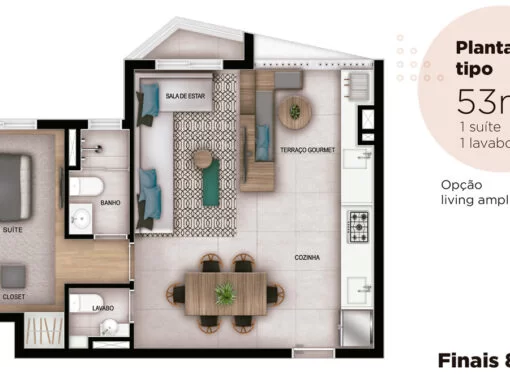 Planta
tipo
53m
1 suíte
1 lavabo
Opção
living ampl
SALA DE ESTAR
TERRAÇO GOURMET
BANHO
SUÍTE
COZINHA
CLOSET
LAVABO
Finais 8